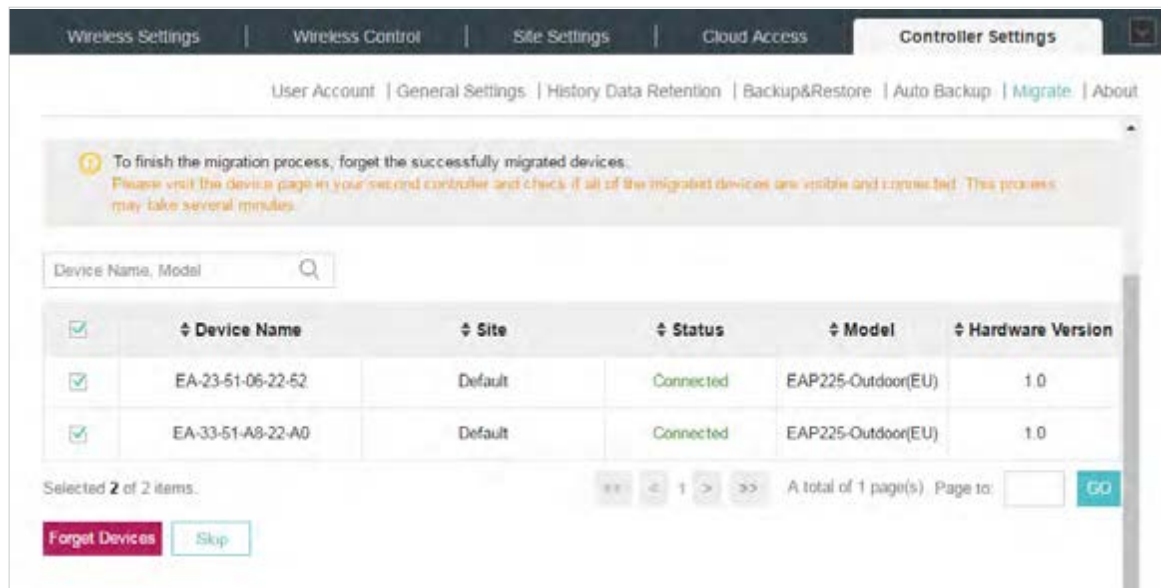 Wireless Settings | Wireless Control | Site Settings | Cloud Access Controller Settings
User Account | General Settings | History Data Retention | Backup&Restore | Auto Backup | Migrate | About
To finish the migration process, forget the successfully migrated devices.
Please visit the device page in your second controller and check if all of the migrated devices are visible and connected. This process
may take several minutes.
Device Name, Model
Device Name Site Status Model Hardware Version
EA-23-51-06-22-52 Default Connected EAP225-Outdoor(EU) 1.0
EA-33-51-A8-22-A0 Default Connected EAP225-Outdoor(EU) 1.0
Selected 2 of 2 items. << < 1 > >> A total of 1 page(s) Page to: GO
Forget Devices Skip